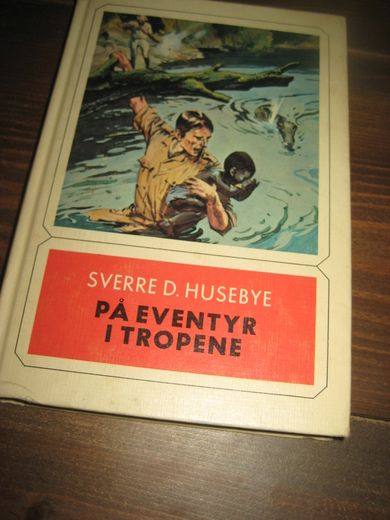 SVERRE D. HUSEBYE
PÅ EVENTYR
I TROPENE